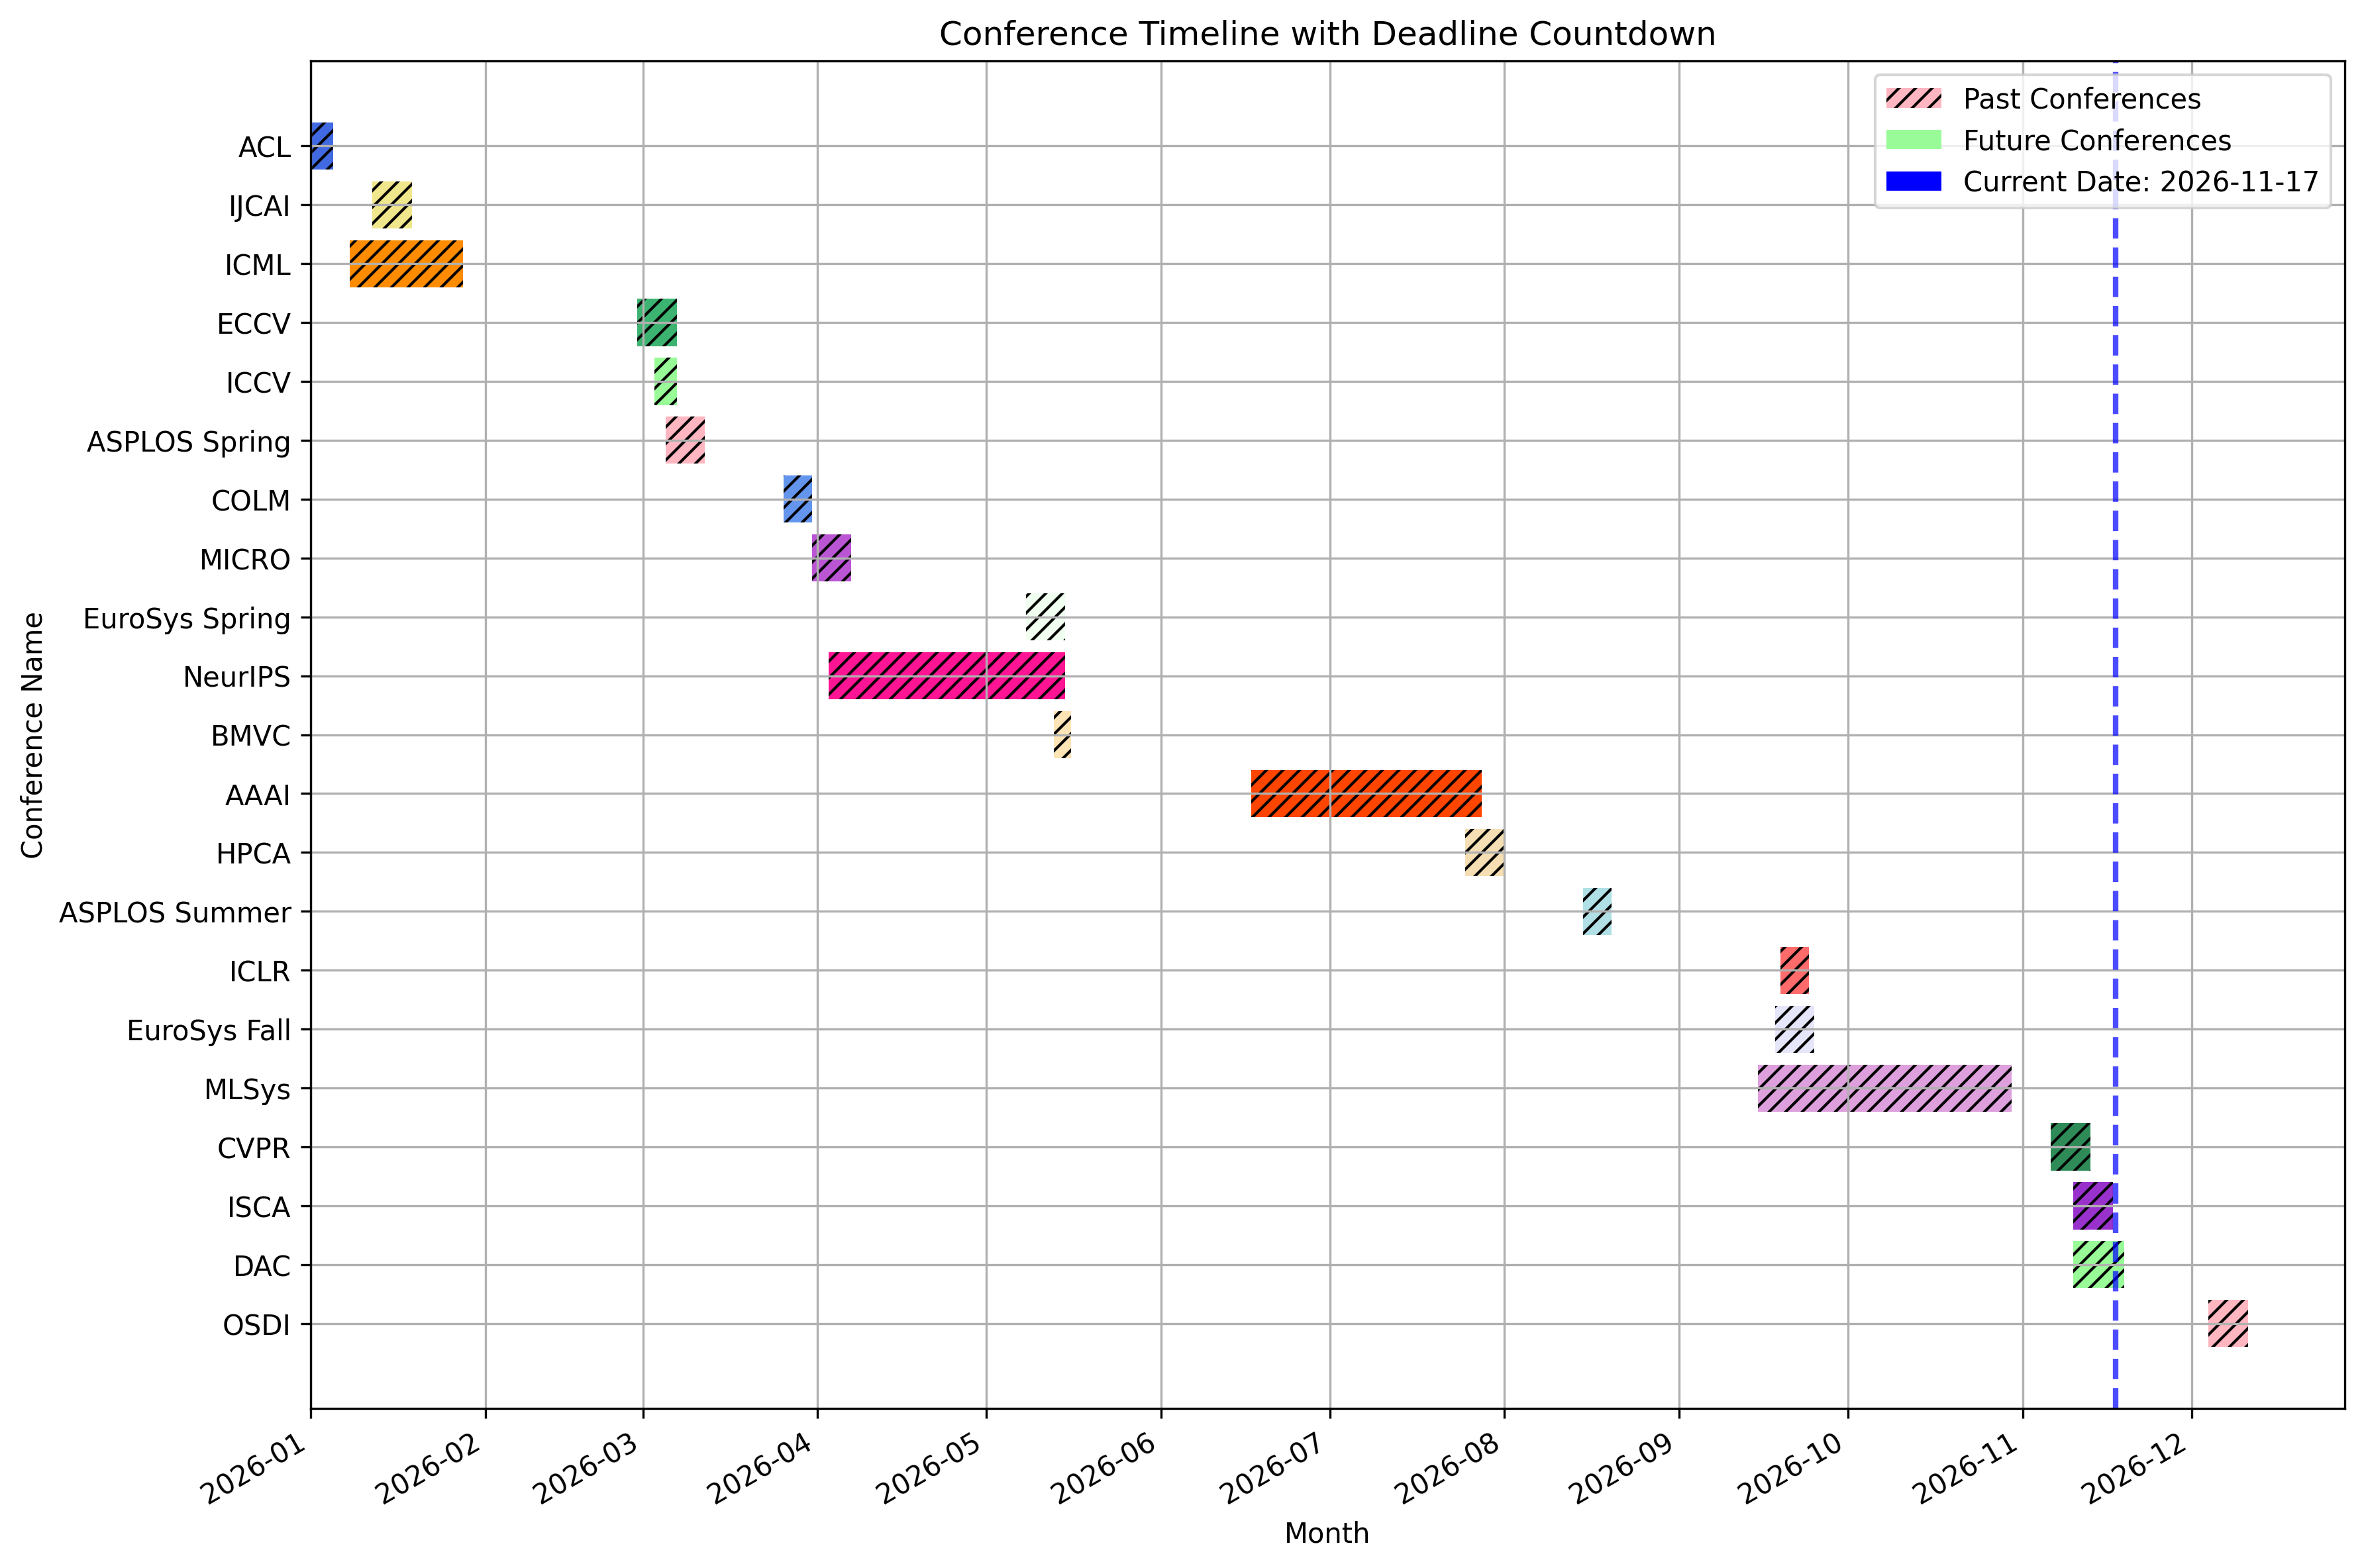 Conference Timeline with Deadline Countdown
Past Conferences
Future Conferences
Current Date: 2026-11-17
Conference Name
ACL
IJCAI
ICML
ECCV
ICCV
ASPLOS Spring
COLM
MICRO
EuroSys Spring
NeurIPS
BMVC
AAAI
HPCA
ASPLOS Summer
ICLR
EuroSys Fall
MLSys
CVPR
ISCA
DAC
OSDI
2026-01
2026-02
2026-03
2026-04
2026-05
2026-06
2026-07
2026-08
2026-09
2026-10
2026-11
2026-12
Month